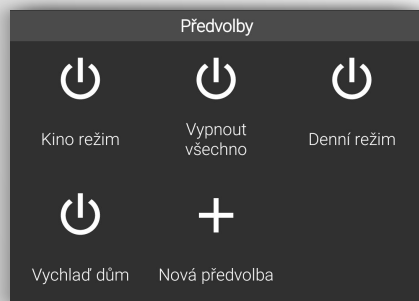 Předvolby
Kino režim
Vypnout
všechno
Denní režim
Vychlaď dům
Nová předvolba